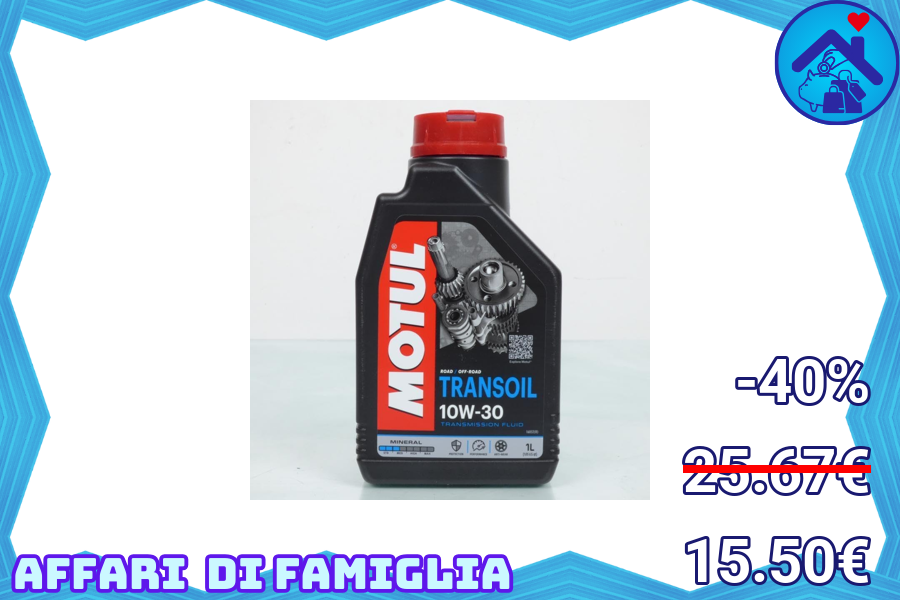 MOTUL®
ROAD / OFF-ROAD
TRANSOIL
10W-30
TRANSMISSION FLUID
MINERAL
1L
-40%
25.67€
15.50€
AFFARI DI FAMIGLIA